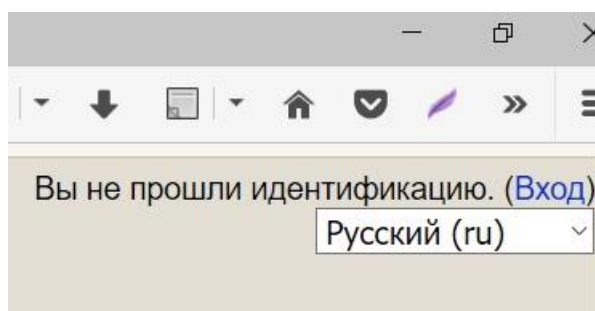 Вы не прошли идентификацию. (Вход)
Русский (ru)